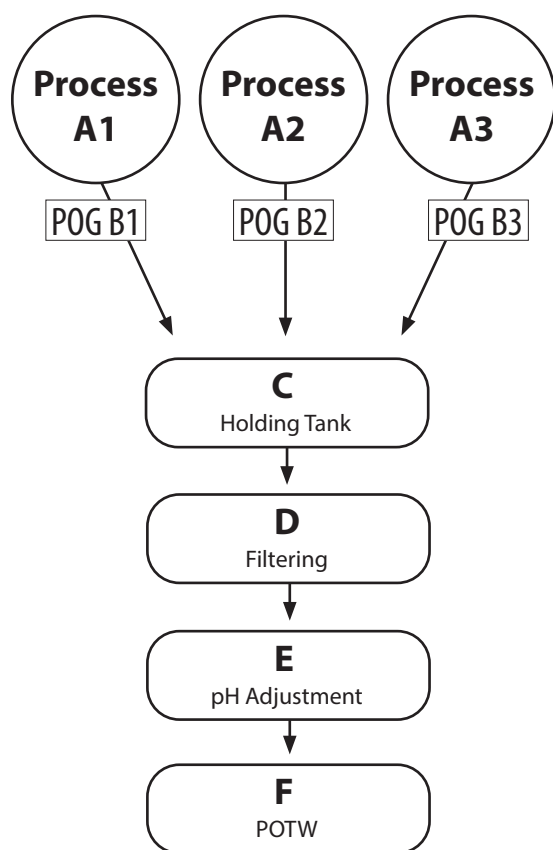 Process
A1
Process
A2
Process
A3
POG B1
POG B2
POG B3
C
Holding Tank
D
Filtering
E
pH Adjustment
F
POTW